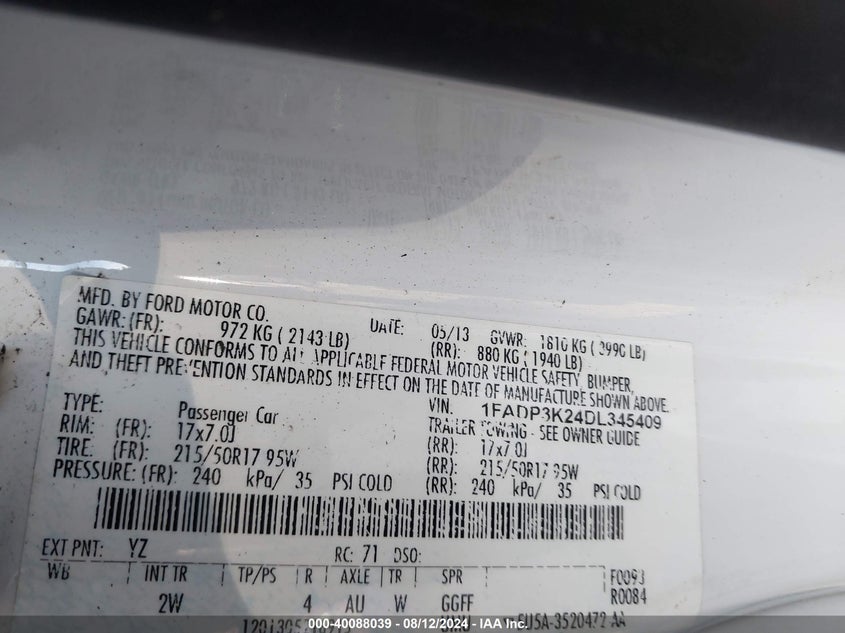 MFD. BY FORD MOTOR CO.
DATE: 05/13 GVWR: 1810 KG ( 3990 LB)
GAWR: (FR): 972 KG ( 2143 LB) (RR): 880 KG ( 1940 LB)
THIS VEHICLE CONFORMS TO ALL APPLICABLE FEDERAL MOTOR VEHICLE SAFETY, BUMPER,
AND THEFT PREVENTION STANDARDS IN EFFECT ON THE DATE OF MANUFACTURE SHOWN ABOVE.
VIN: 1FADP3K24DL345409
TYPE: Passenger Car TRAILER TOWING - SEE OWNER GUIDE
RIM: (FR): 17x7.0J (RR): 17x7.0J
TIRE: (FR): 215/50R17 95W (RR): 215/50R17 95W
PRESSURE: (FR): 240 kPa/ 35 PSI COLD (RR): 240 kPa/ 35 PSI COLD
EXT PNT: YZ RC: 71 DSO:
WB INT TR TP/PS R AXLE TR SPR F0093
2W 4 AU W GGFF R0084
5U5A-3520472 AA
000-40088039 - 08/12/2024 - IAA Inc.